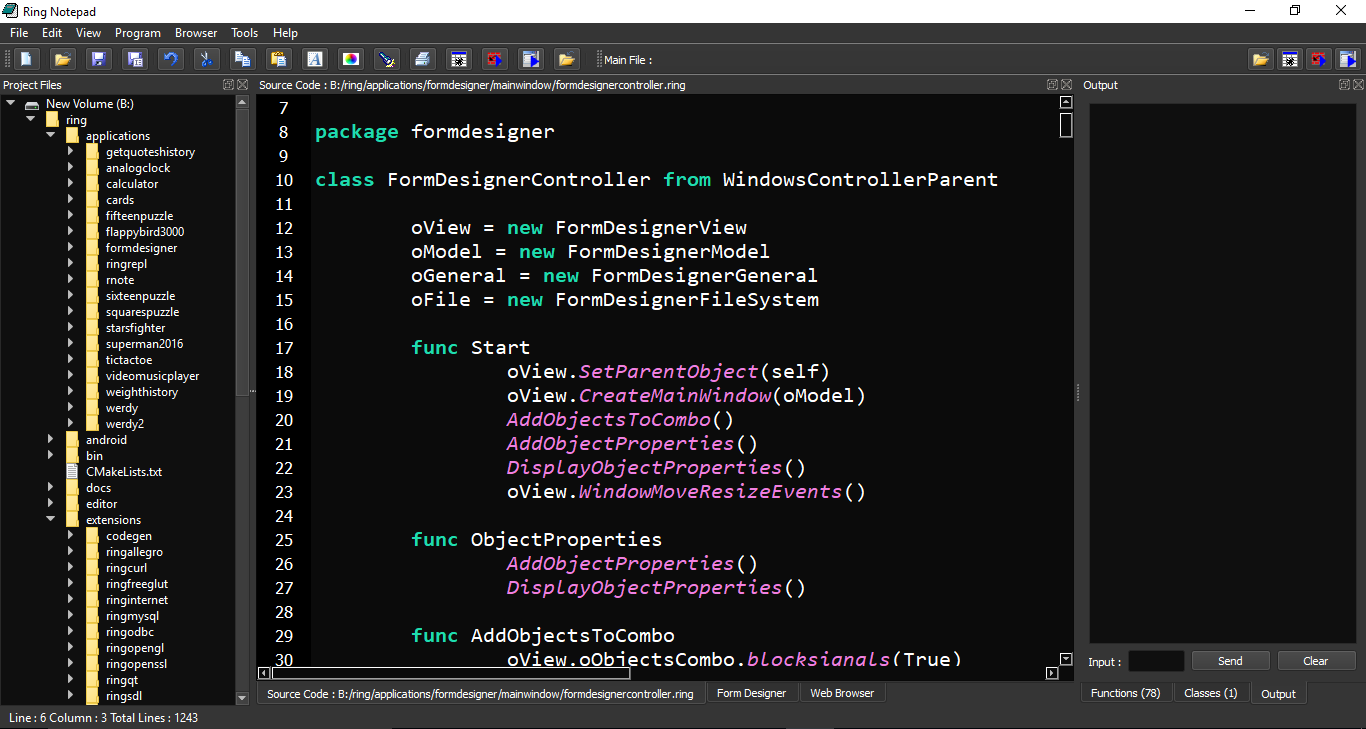 Ring Notepad
File Edit View Program Browser Tools Help
Main File :
Project Files
New Volume (B:)
ring
applications
getquoteshistory
analogclock
calculator
cards
fifteenpuzzle
flappybird3000
formdesigner
ringrepl
rnote
sixteenpuzzle
squarespuzzle
starsfighter
superman2016
tictactoe
videomusicplayer
weighthistory
werdy
werdy2
android
bin
CMakeLists.txt
docs
editor
extensions
codegen
ringallegro
ringcurl
ringfreeglut
ringinternet
ringmysql
ringodbc
ringopengl
ringopenssl
ringqt
ringsdl
Source Code : B:/ring/applications/formdesigner/mainwindow/formdesignercontroller.ring
7
8 package formdesigner
9
10 class FormDesignerController from WindowsControllerParent
11
12 oView = new FormDesignerView
13 oModel = new FormDesignerModel
14 oGeneral = new FormDesignerGeneral
15 oFile = new FormDesignerFileSystem
16
17 func Start
18 oView.SetParentObject(self)
19 oView.CreateMainWindow(oModel)
20 AddObjectsToCombo()
21 AddObjectProperties()
22 DisplayObjectProperties()
23 oView.WindowMoveResizeEvents()
24
25 func ObjectProperties
26 AddObjectProperties()
27 DisplayObjectProperties()
28
29 func AddObjectsToCombo
30 oView.oObjectsCombo.blocksignals(True)
Source Code : B:/ring/applications/formdesigner/mainwindow/formdesignercontroller.ring Form Designer Web Browser
Output
Input : Send Clear
Functions (78) Classes (1) Output
Line : 6 Column : 3 Total Lines : 1243